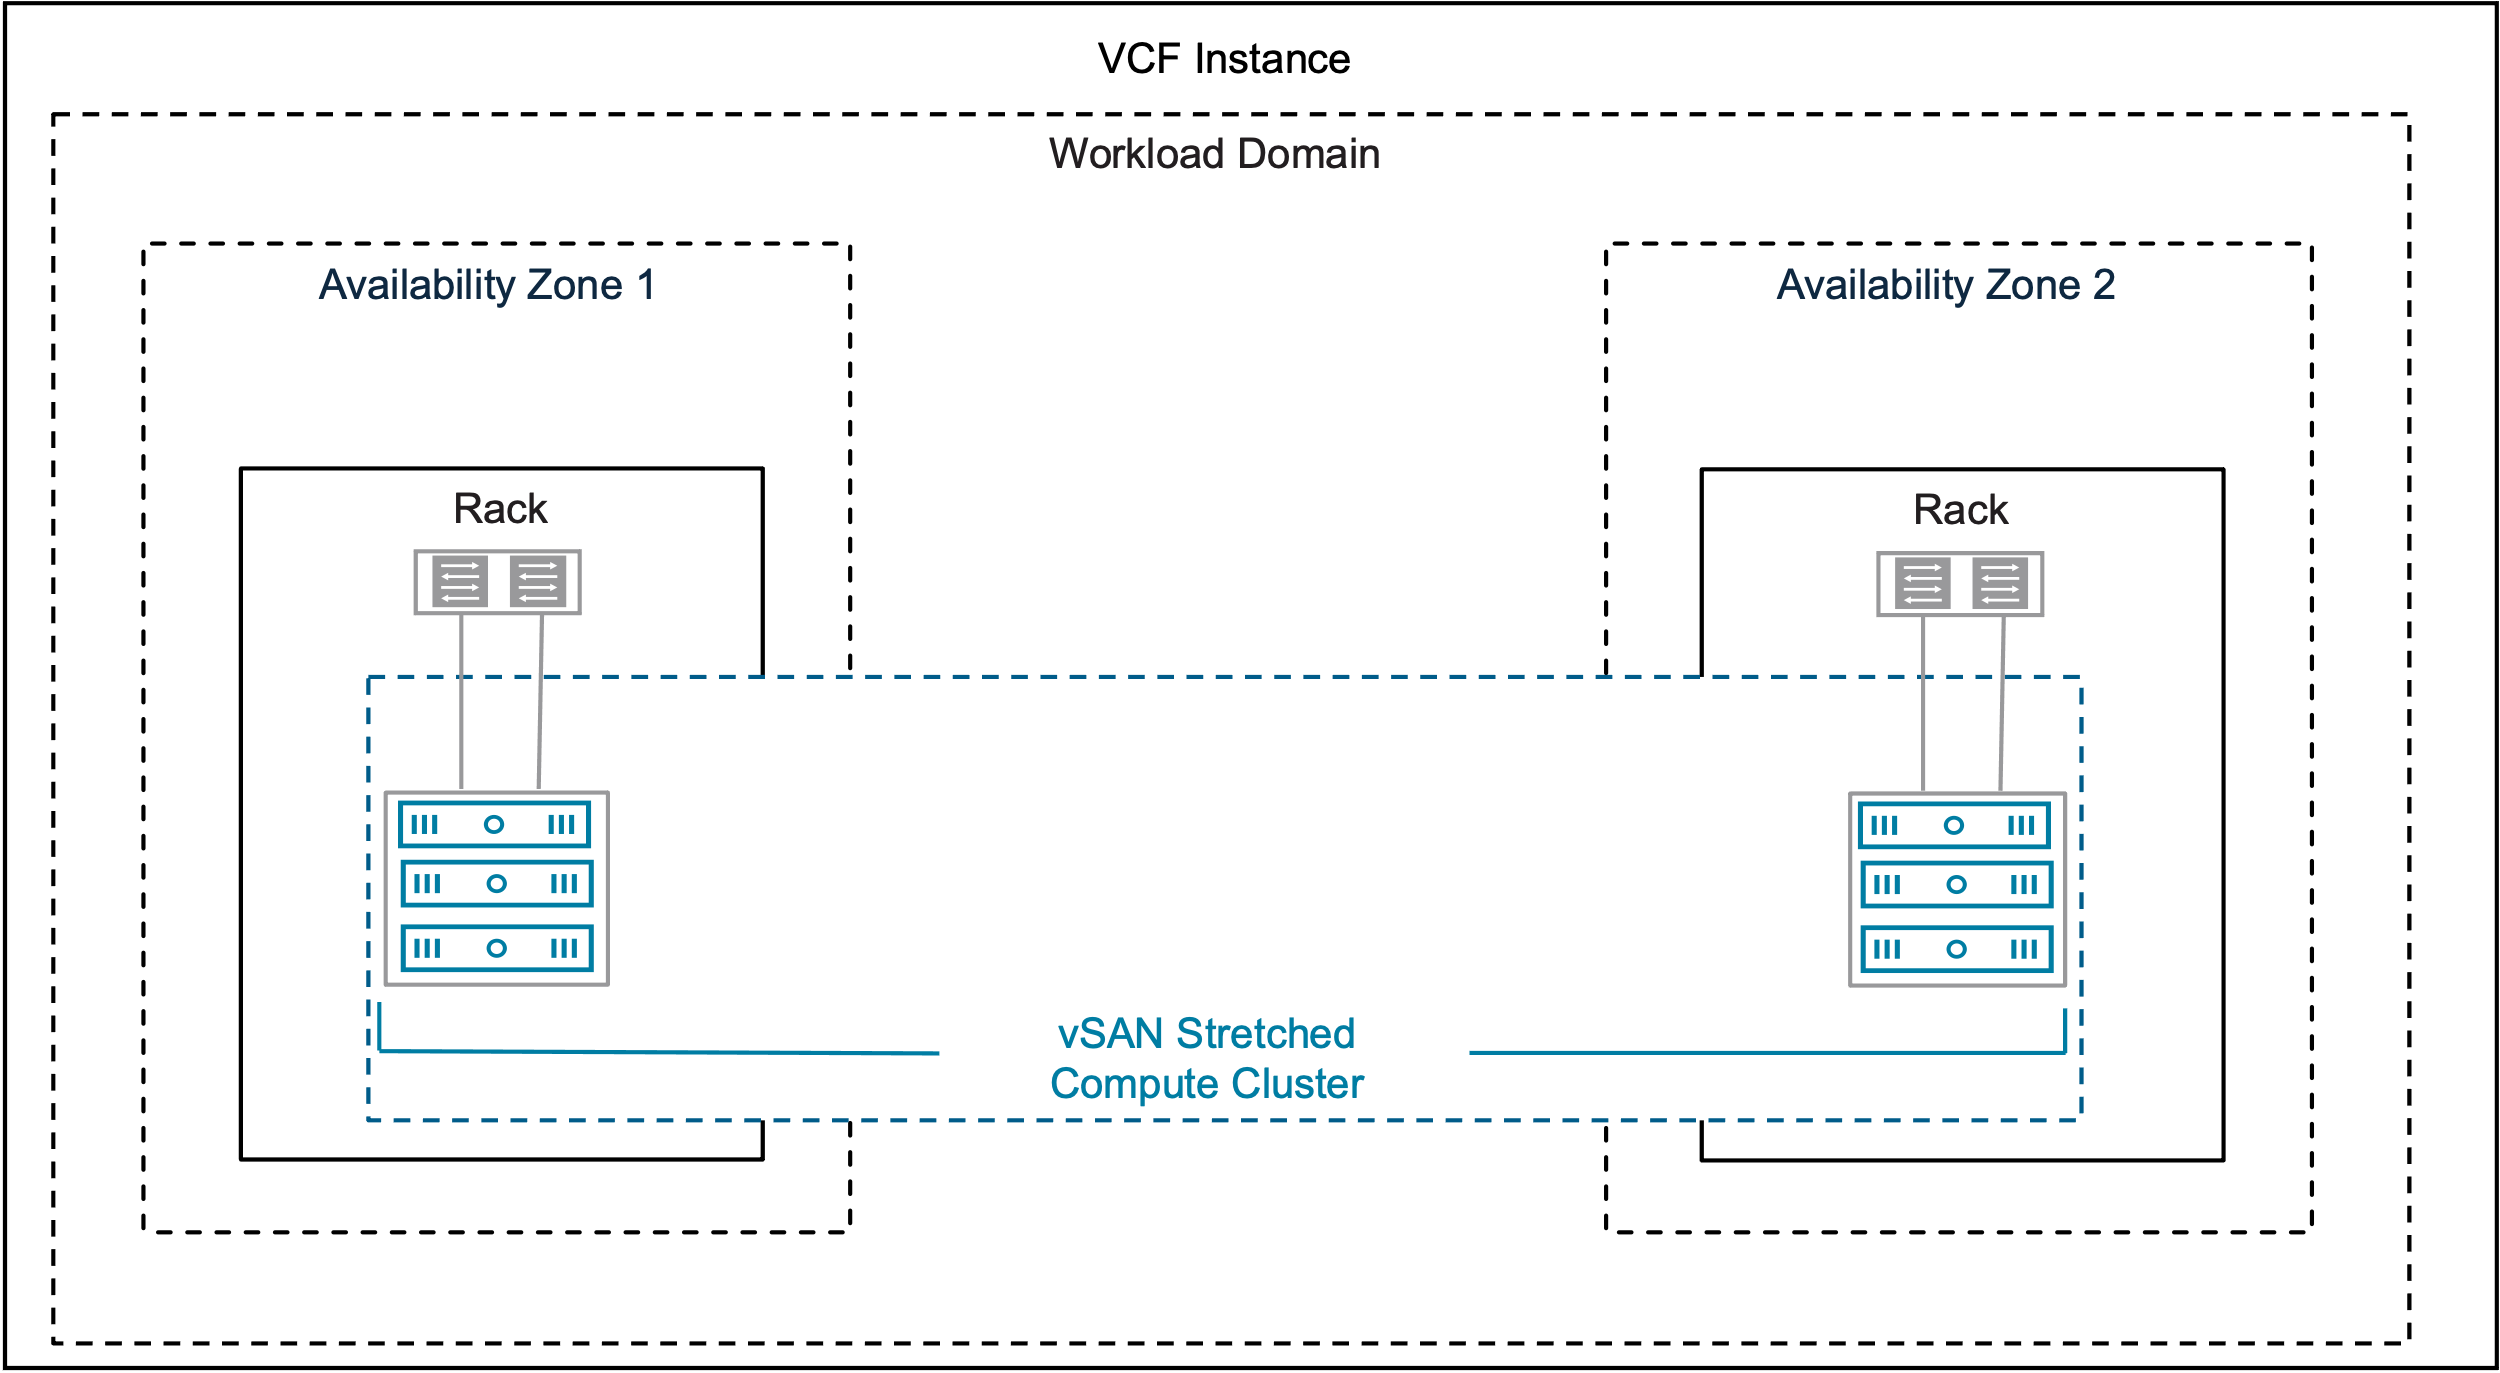 VCF Instance
Workload Domain
Availability Zone 1
Availability Zone 2
Rack
Rack
vSAN Stretched
Compute Cluster